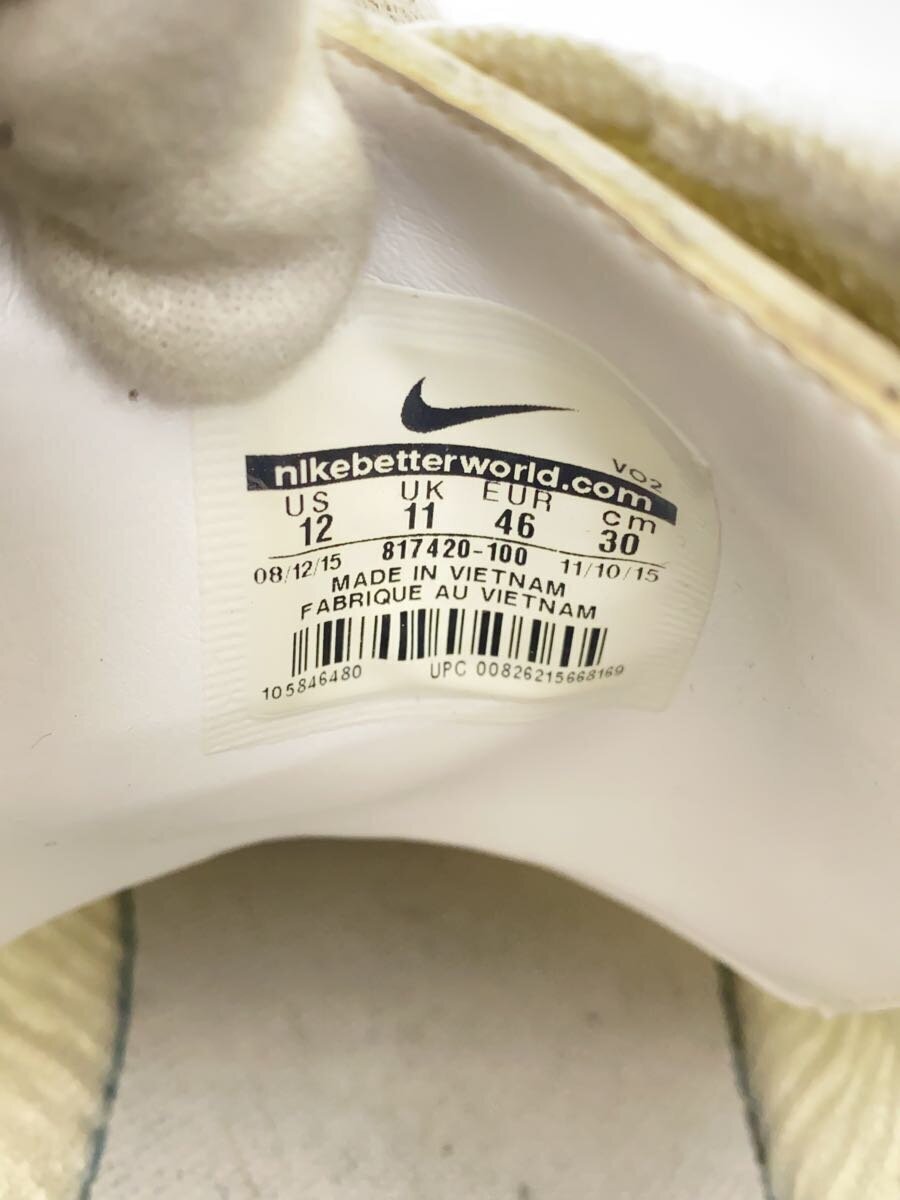 nikebetterworld.com
VO2
US UK EUR cm
12 11 46 30
08/12/15 817420-100 11/10/15
MADE IN VIETNAM
FABRIQUE AU VIETNAM
105846480 UPC 00826215668169